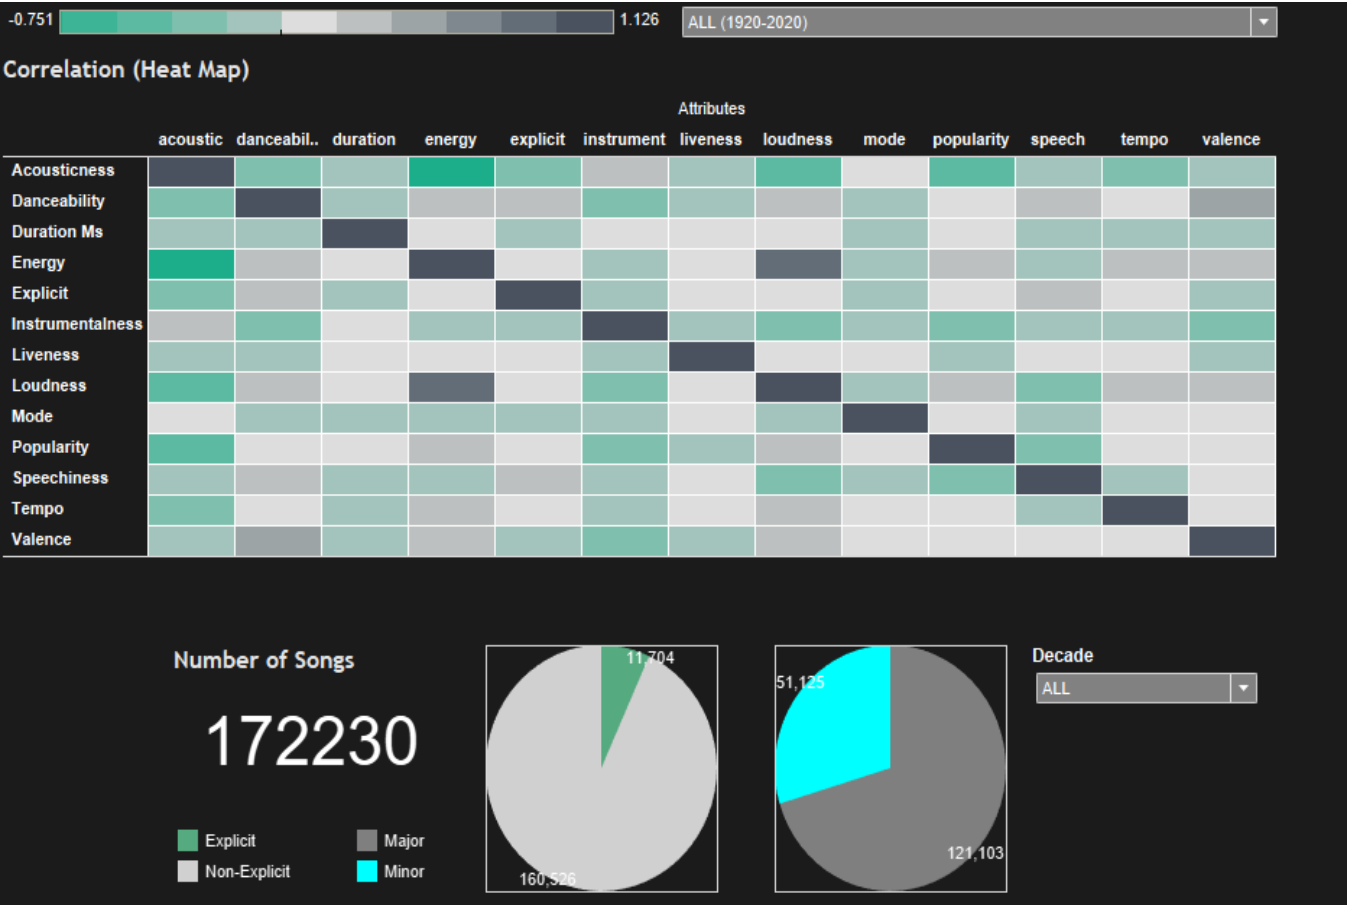 -0.751 1.126 ALL (1920-2020)
Correlation (Heat Map)
Attributes
acoustic danceabil.. duration energy explicit instrument liveness loudness mode popularity speech tempo valence
Acousticness
Danceability
Duration Ms
Energy
Explicit
Instrumentalness
Liveness
Loudness
Mode
Popularity
Speechiness
Tempo
Valence
Number of Songs
172230
Explicit
Non-Explicit
Major
Minor
11,704
160,526
51,125
121,103
Decade
ALL